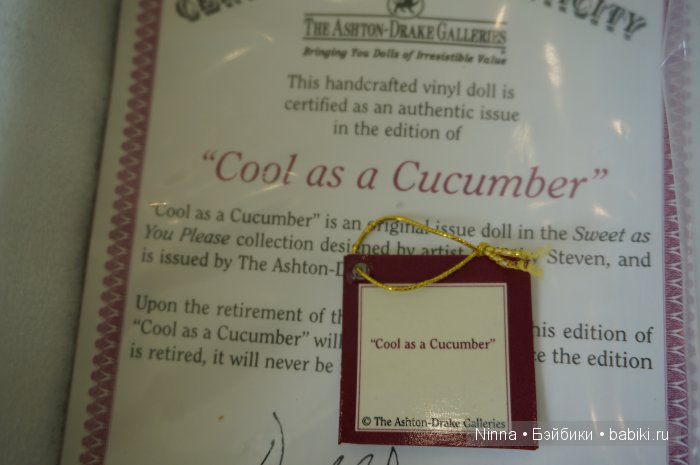 THE ASHTON-DRAKE GALLERIES
Bringing You Dolls of Irresistible Value
This handcrafted vinyl doll is
certified as an authentic issue
in the edition of
“Cool as a Cucumber”
“Cool as a Cucumber” is an original issue doll in the Sweet as
You Please collection designed by artist Steven, and
is issued by The Ashton-D
Upon the retirement of th his edition of
“Cool as a Cucumber” will the edition
is retired, it will never be
“Cool as a Cucumber”
© The Ashton-Drake Galleries
Ninna • Бэйбики • babiki.ru